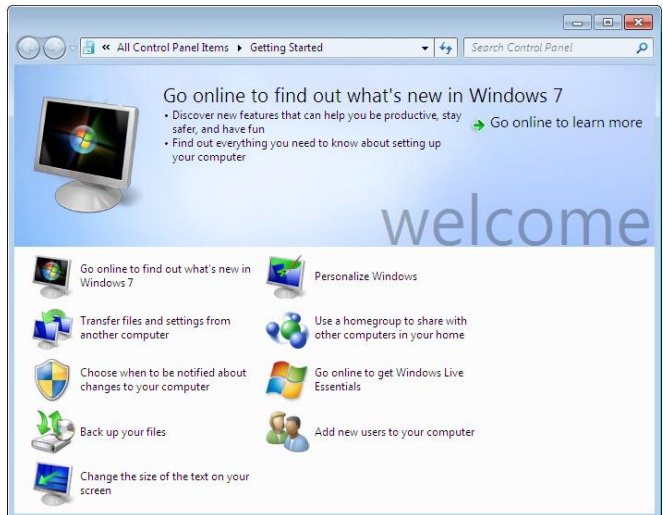 « All Control Panel Items ▸ Getting Started
Search Control Panel
Go online to find out what's new in Windows 7
• Discover new features that can help you be productive, stay
safer, and have fun
• Find out everything you need to know about setting up
your computer
Go online to learn more
welcome
Go online to find out what's new in
Windows 7
Personalize Windows
Transfer files and settings from
another computer
Use a homegroup to share with
other computers in your home
Choose when to be notified about
changes to your computer
Go online to get Windows Live
Essentials
Back up your files
Add new users to your computer
Change the size of the text on your
screen